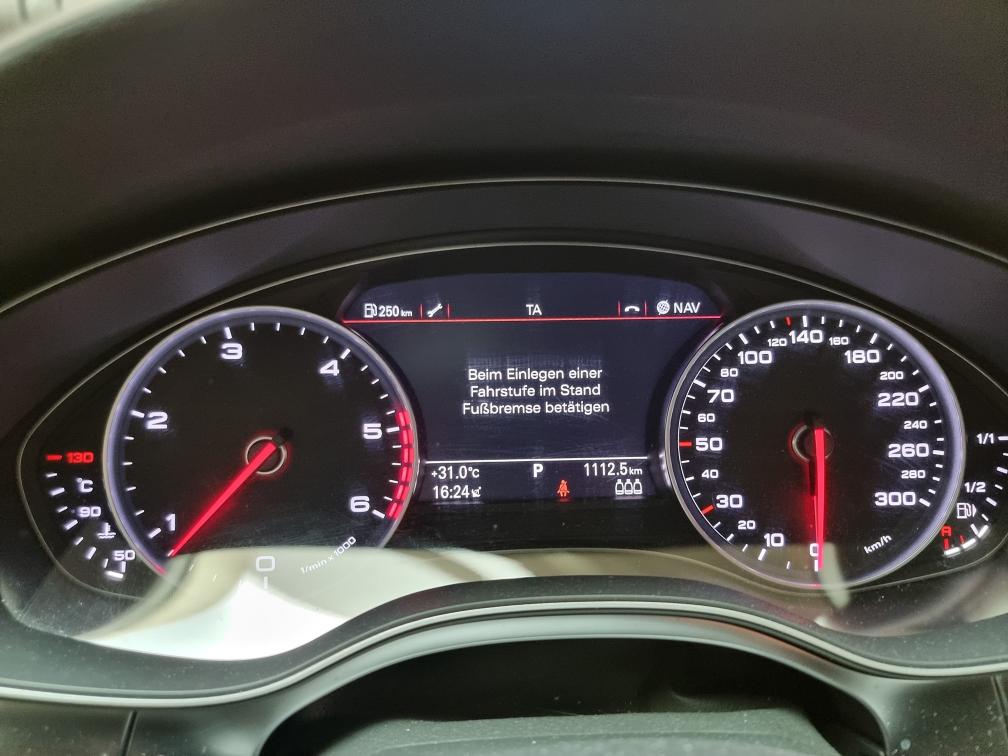 250 km
TA
NAV
Beim Einlegen einer
Fahrstufe im Stand
Fußbremse betätigen
+31.0°C
P
1112.5 km
16:24
0
1
2
3
4
5
6
1/min x 1000
130
°C
90
50
0
10
20
30
40
50
60
70
80
100
120
140
160
180
200
220
240
260
280
300
km/h
1/1
1/2
R